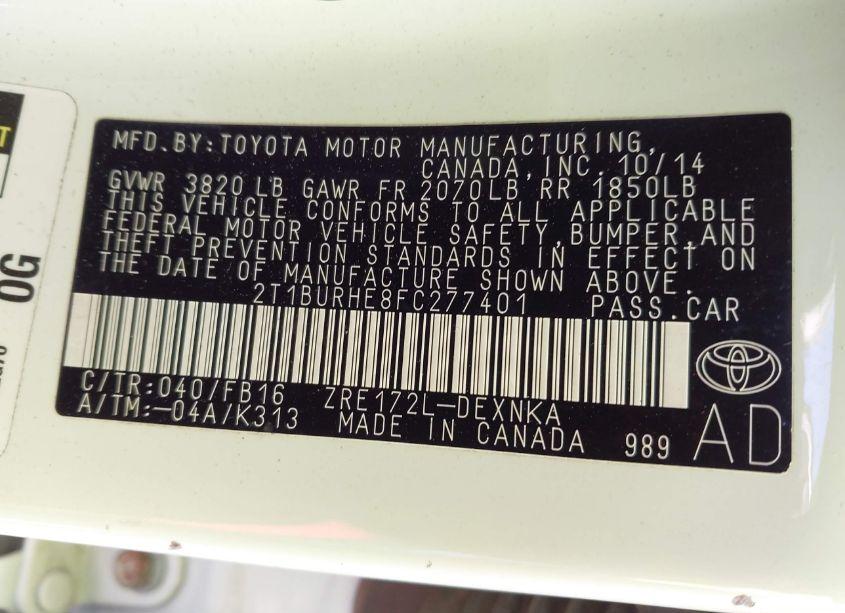 MFD.BY:TOYOTA MOTOR MANUFACTURING,
CANADA,INC. 10/14
GVWR 3820 LB GAWR FR 2070LB RR 1850LB
THIS VEHICLE CONFORMS TO ALL APPLICABLE
FEDERAL MOTOR VEHICLE SAFETY,BUMPER,AND
THEFT PREVENTION STANDARDS IN EFFECT ON
THE DATE OF MANUFACTURE SHOWN ABOVE.
2T1BURHE8FC277401 PASS.CAR
C/TR:040/FB16 ZRE172L-DEXNKA
A/TM:-04A/K313 MADE IN CANADA 989 AD
OG